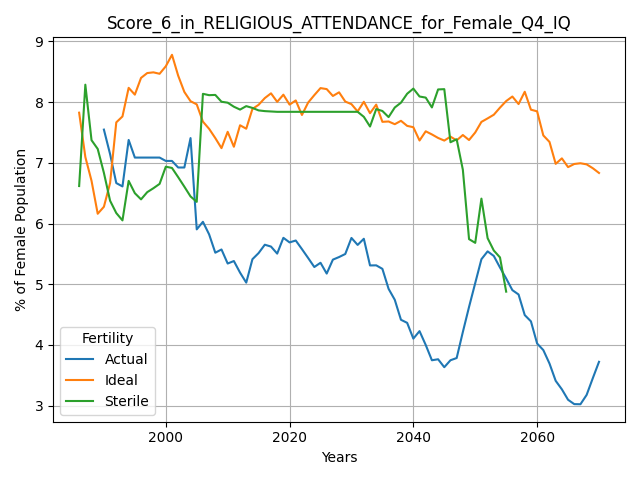 Score_6_in_RELIGIOUS_ATTENDANCE_for_Female_Q4_IQ
% of Female Population
9
8
7
6
5
4
3
Fertility
Actual
Ideal
Sterile
2000 2020 2040 2060
Years